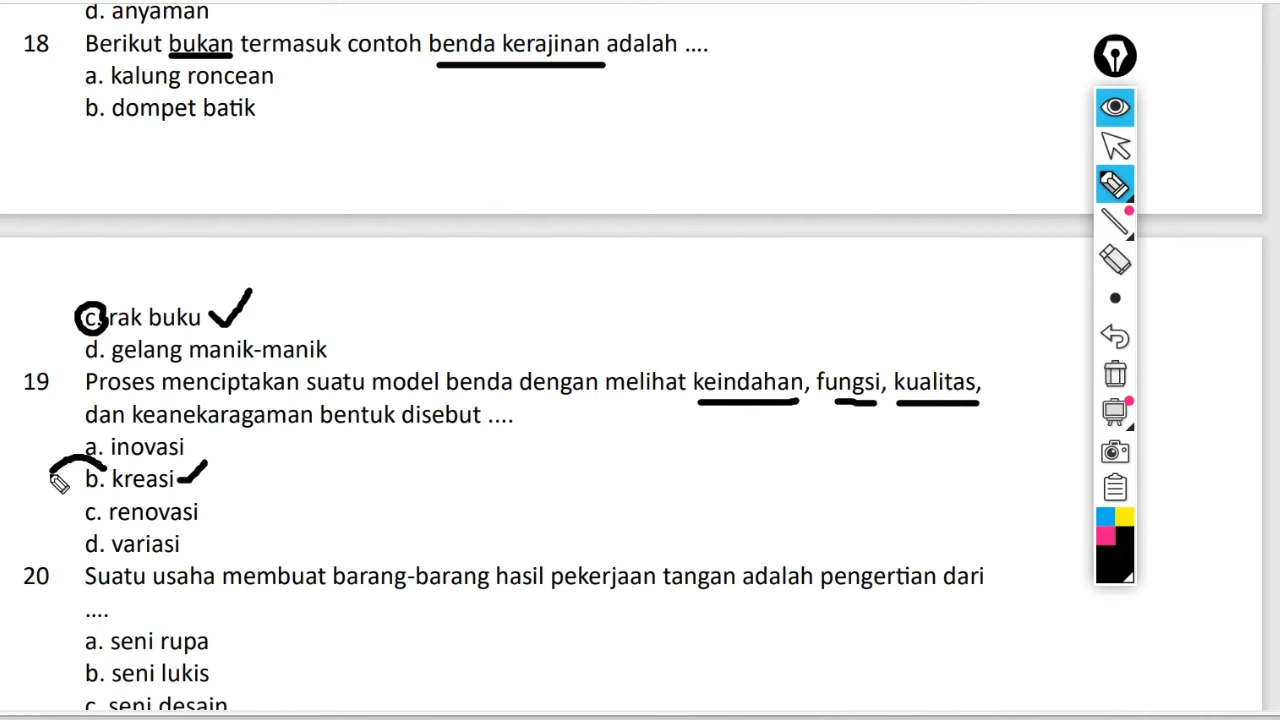 d. anyaman
18 Berikut bukan termasuk contoh benda kerajinan adalah ....
a. kalung roncean
b. dompet batik
c. rak buku
d. gelang manik-manik
19 Proses menciptakan suatu model benda dengan melihat keindahan, fungsi, kualitas,
dan keanekaragaman bentuk disebut ....
a. inovasi
b. kreasi
c. renovasi
d. variasi
20 Suatu usaha membuat barang-barang hasil pekerjaan tangan adalah pengertian dari
....
a. seni rupa
b. seni lukis
c. seni desain